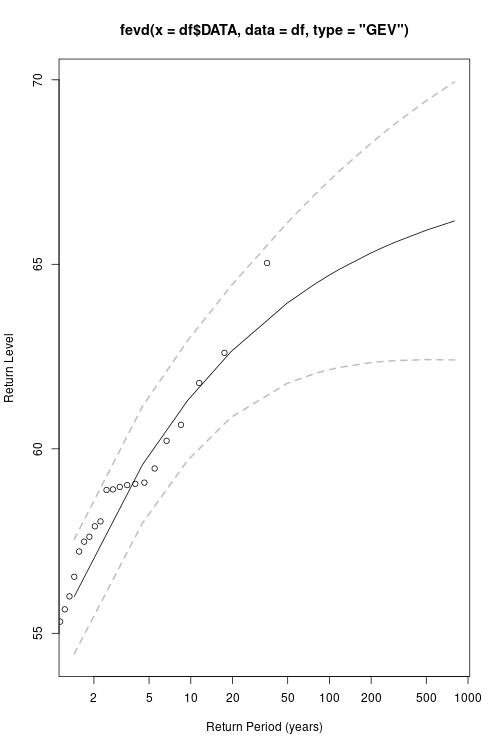 fevd(x = df$DATA, data = df, type = "GEV")
70
65
60
55
Return Level
2 5 10 20 50 100 200 500 1000
Return Period (years)